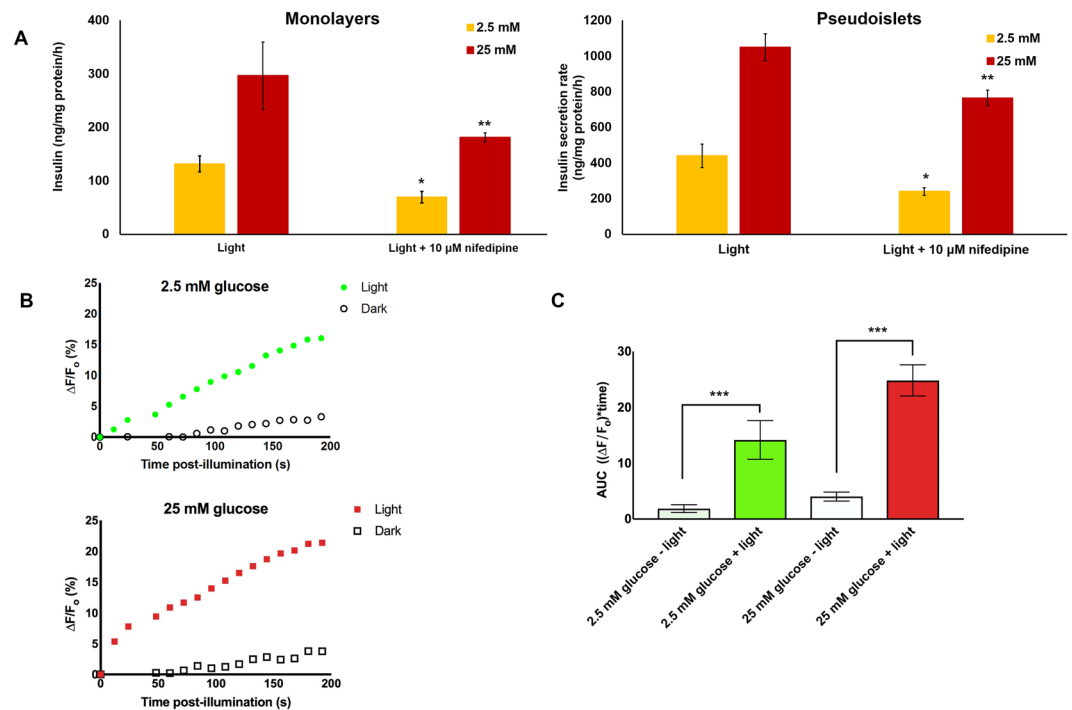 A
Monolayers
Insulin (ng/mg protein/h)
400
300
200
100
0
2.5 mM
25 mM
*
**
Light
Light + 10 µM nifedipine
Pseudoislets
Insulin secretion rate
(ng/mg protein/h)
1200
1000
800
600
400
200
0
2.5 mM
25 mM
*
**
Light
Light + 10 µM nifedipine
B
2.5 mM glucose
Light
Dark
ΔF/Fo (%)
25
20
15
10
5
0
0 50 100 150 200
Time post-illumination (s)
25 mM glucose
Light
Dark
ΔF/Fo (%)
25
20
15
10
5
0
0 50 100 150 200
Time post-illumination (s)
C
AUC ((ΔF / Fo)*time)
30
20
10
0
***
***
2.5 mM glucose - light
2.5 mM glucose + light
25 mM glucose - light
25 mM glucose + light